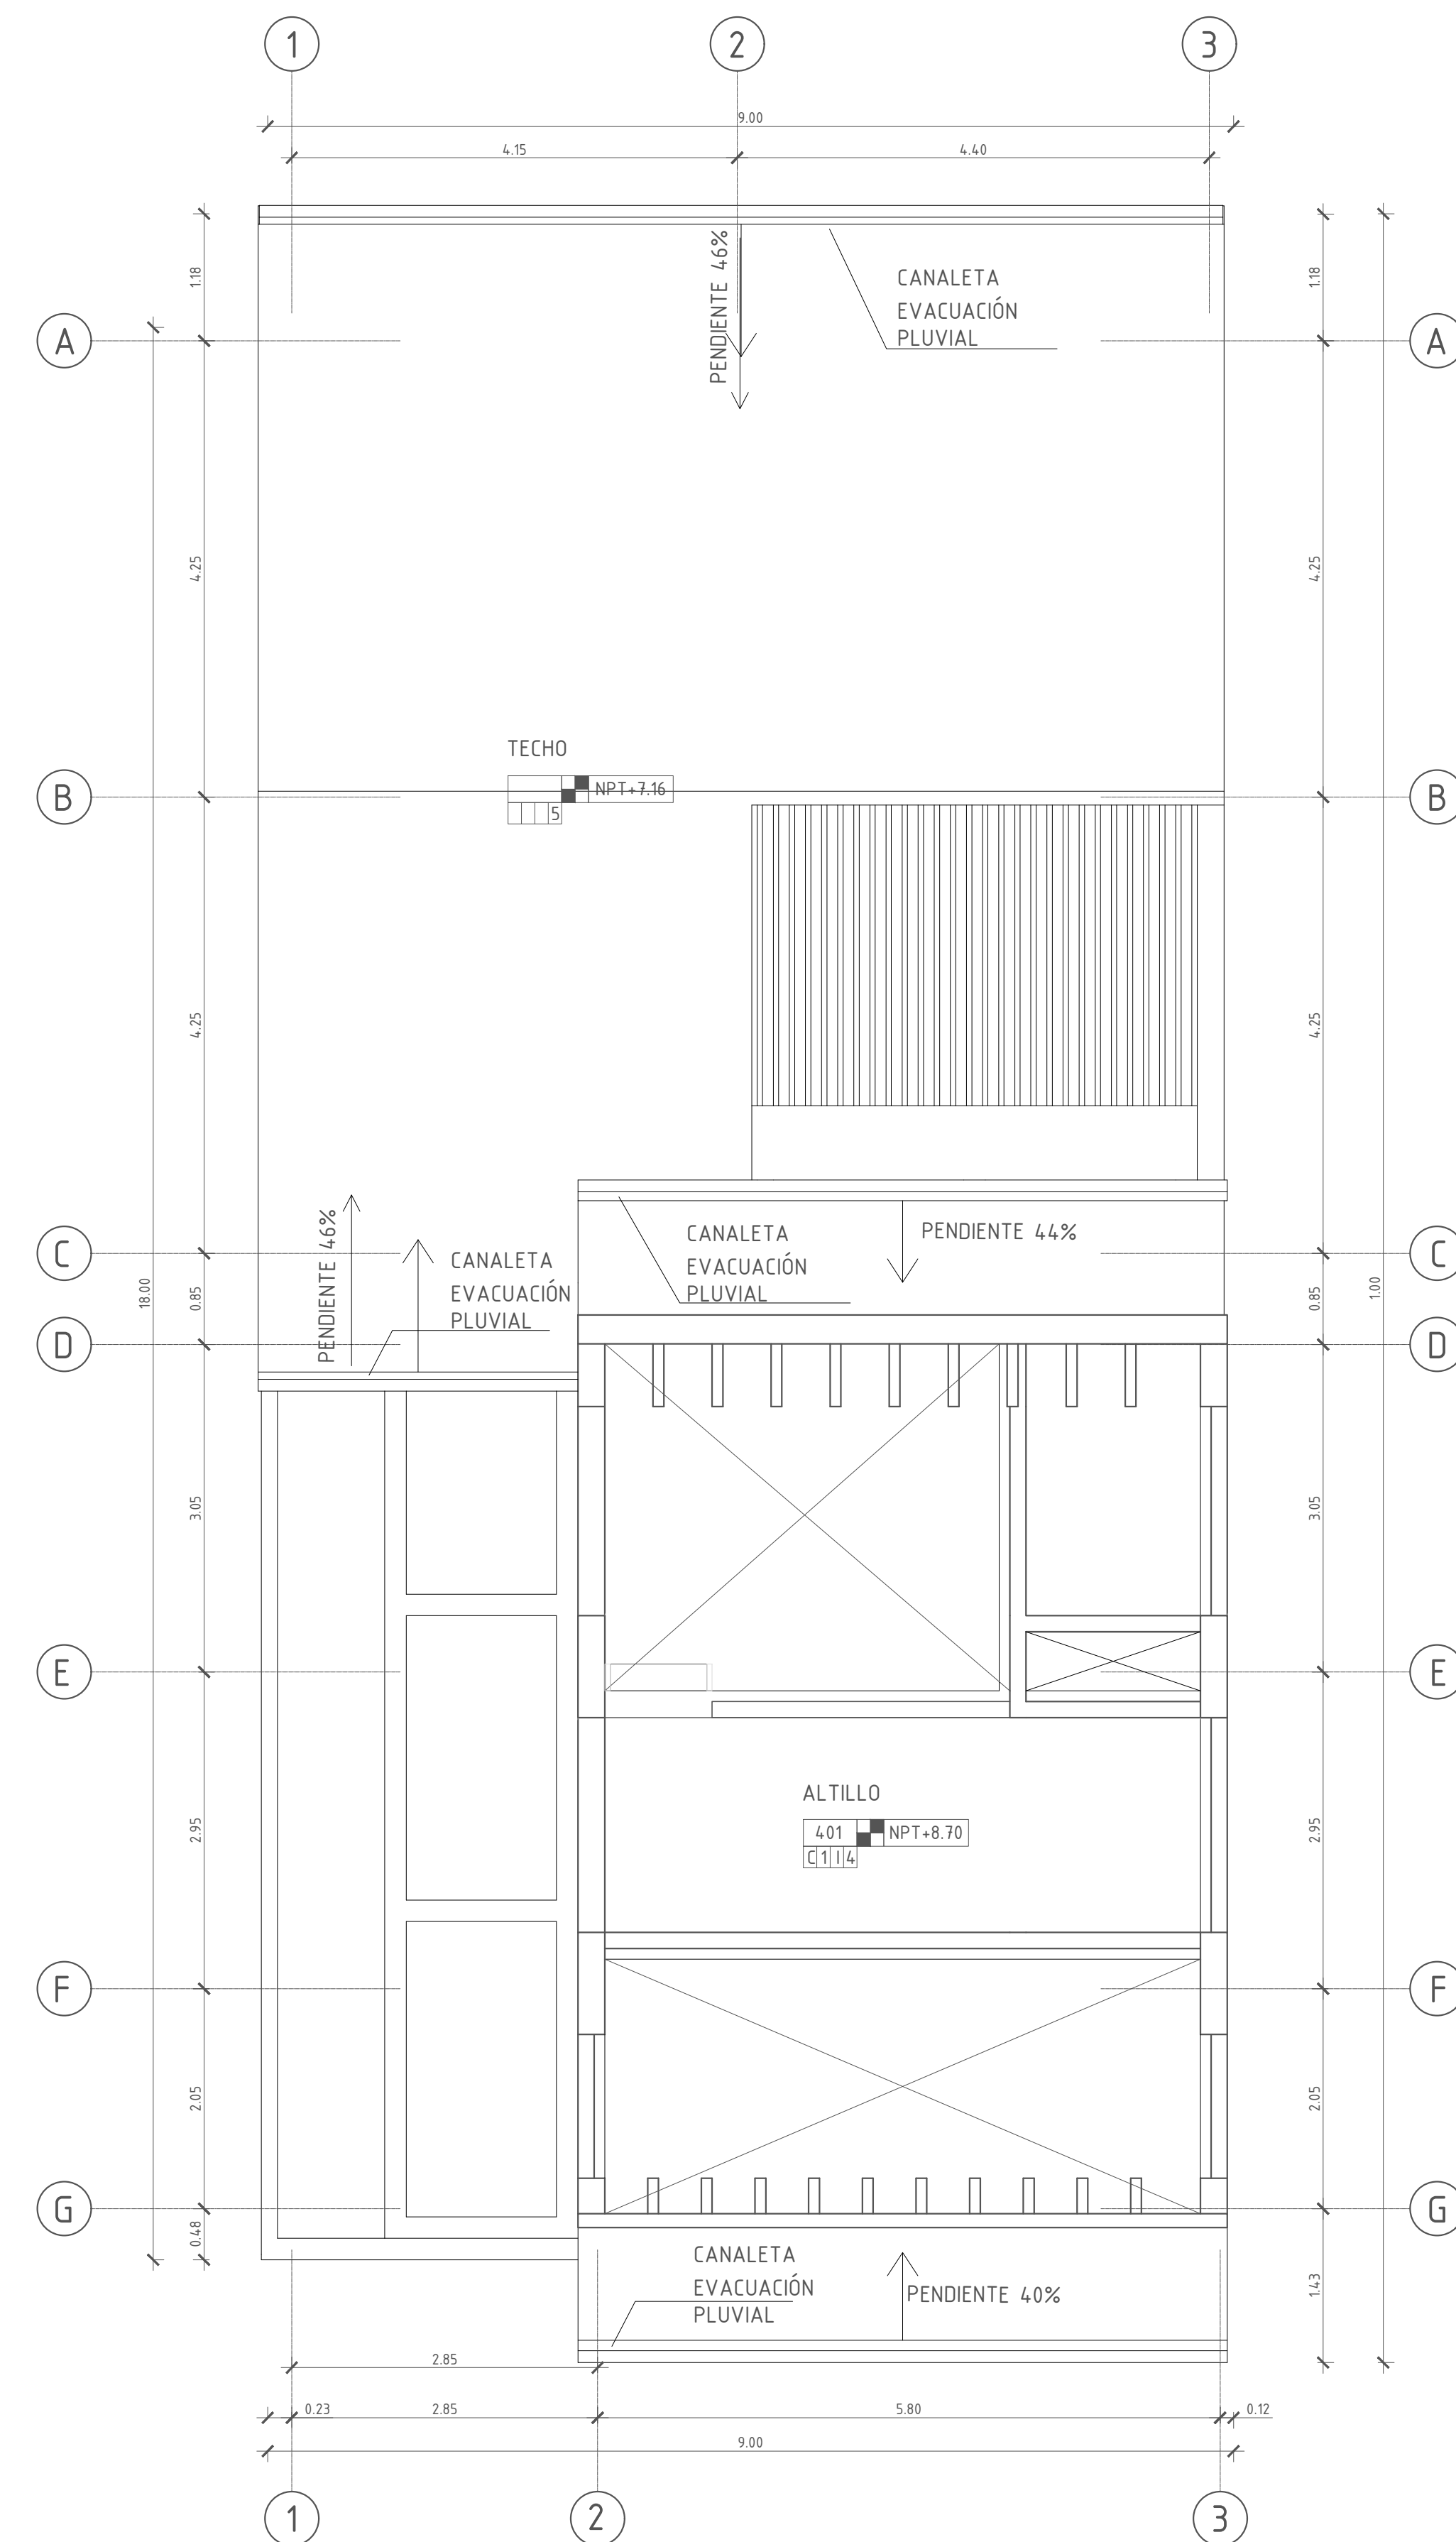 1
2
3
9.00
4.15
4.40
1.18
PENDIENTE 46%
CANALETA
EVACUACIÓN
PLUVIAL
1.18
A
A
4.25
4.25
TECHO
NPT+7.16
5
B
B
4.25
4.25
PENDIENTE 46%
CANALETA
EVACUACIÓN
PLUVIAL
CANALETA
EVACUACIÓN
PLUVIAL
PENDIENTE 44%
C
C
18.00
0.85
0.85
1.00
D
D
3.05
3.05
E
E
ALTILLO
401
NPT+8.70
C 1 I 4
2.95
2.95
F
F
2.05
2.05
G
G
0.48
CANALETA
EVACUACIÓN
PLUVIAL
PENDIENTE 40%
1.43
2.85
0.23
2.85
5.80
0.12
9.00
1
2
3